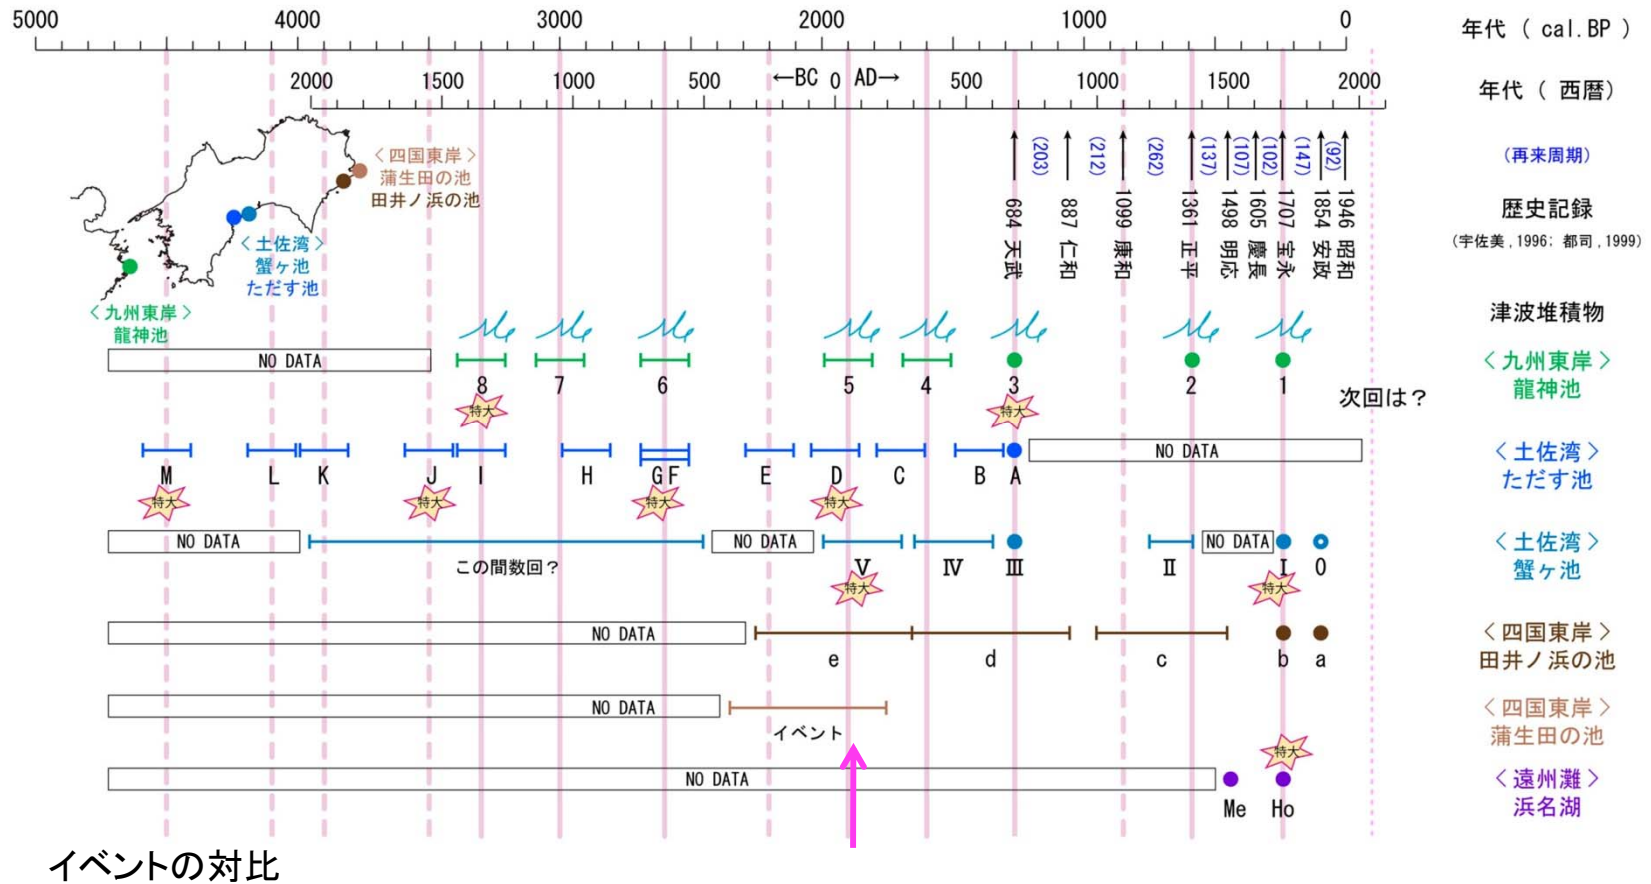 5000 4000 3000 2000 1000 0 年代 ( cal.BP )
2000 1500 1000 500 ←BC 0 AD→ 500 1000 1500 2000 年代 ( 西暦)
(203) (212) (262) (137) (107) (102) (147) (92) (再来周期)
684 天武
887 仁和
1099 康和
1361 正平
1498 明応
1605 慶長
1707 宝永
1854 安政
1946 昭和
歴史記録
(宇佐美,1996; 都司,1999)
<四国東岸>
蒲生田の池
田井ノ浜の池
<土佐湾>
蟹ヶ池
ただす池
<九州東岸>
龍神池
津波堆積物
NO DATA
8 7 6 5 4 3 2 1
特大 特大
<九州東岸>
龍神池
次回は?
NO DATA
M L K J I H G F E D C B A
特大 特大 特大 特大
<土佐湾>
ただす池
NO DATA NO DATA NO DATA
この間数回? Ⅴ Ⅳ Ⅲ Ⅱ Ⅰ 0
特大 特大
<土佐湾>
蟹ヶ池
NO DATA
e d c b a
<四国東岸>
田井ノ浜の池
NO DATA
イベント
<四国東岸>
蒲生田の池
特大
NO DATA
Me Ho
<遠州灘>
浜名湖
イベントの対比